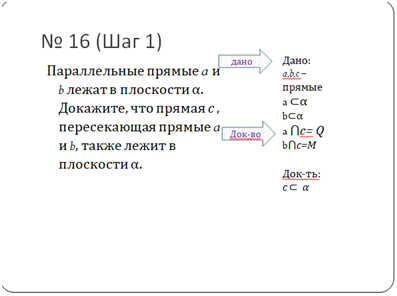 № 16 (Шаг 1)
Параллельные прямые a и
b лежат в плоскости α.
Докажите, что прямая c ,
пересекающая прямые a
и b, также лежит в
плоскости α.
дано
Док-во
Дано:
a,b,c –
прямые
a ⊂α
b⊂α
a ⋂c= Q
b⋂c=M
Док-ть:
c⊂ α